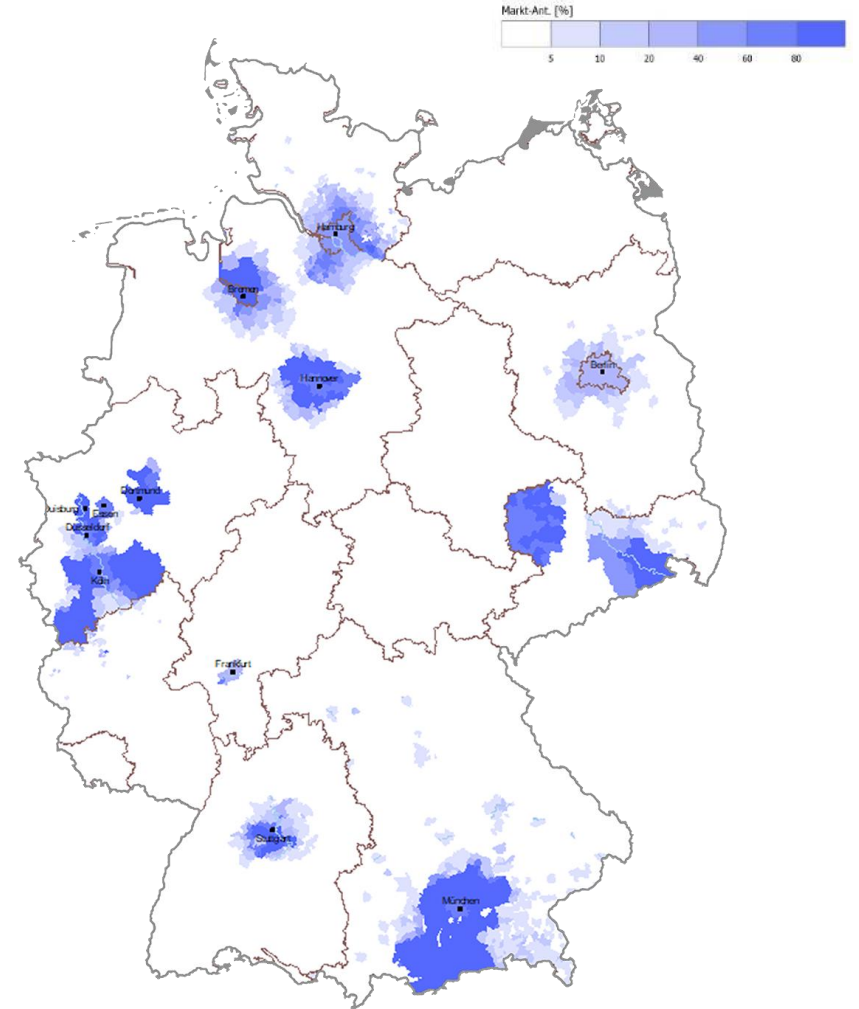 Markt-Ant. [%]
5 10 20 40 60 80
Hamburg
Bremen
Berlin
Hannover
Dortmund
uisburg
Essen
Düsseldorf
Köln
Frankfurt
Stuttgart
München